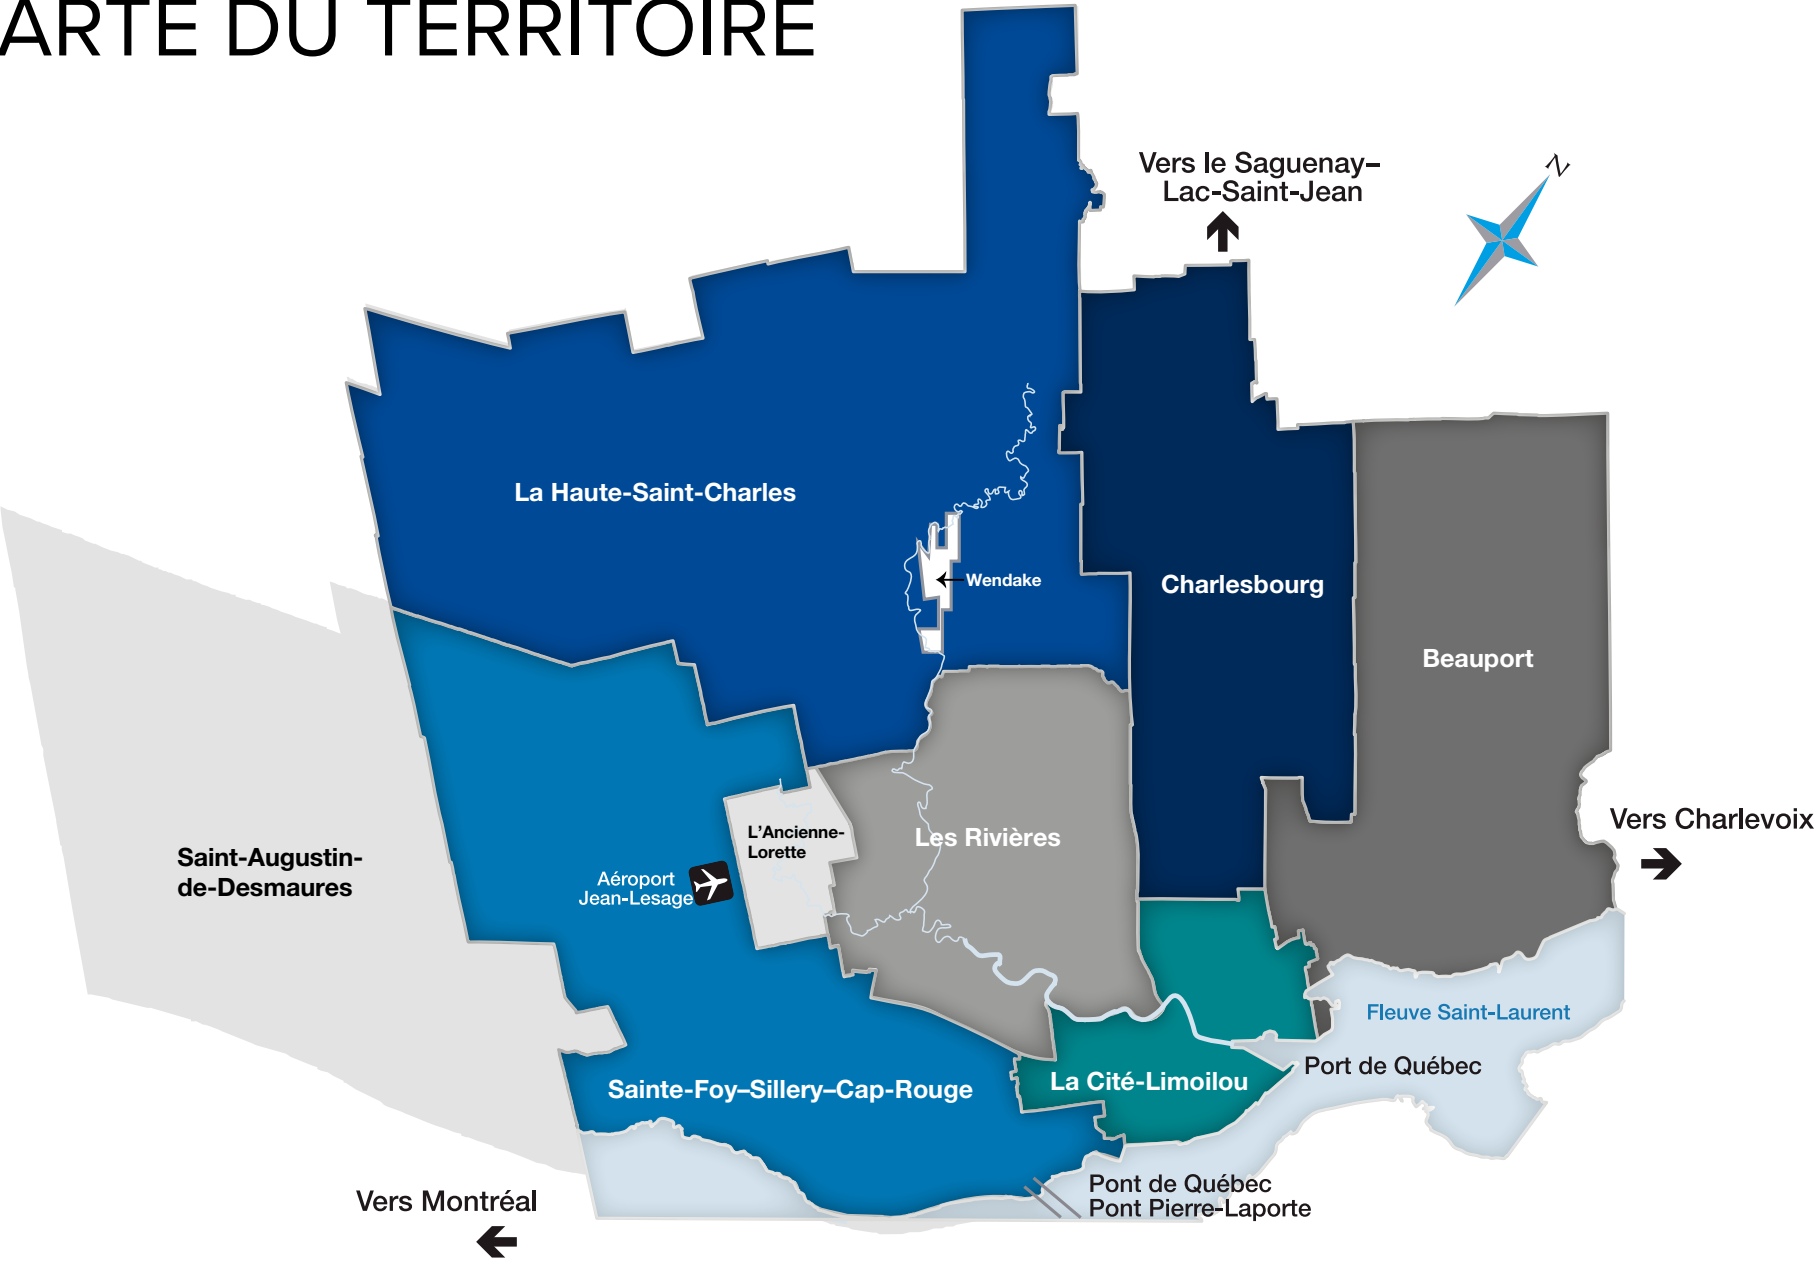 ARTE DU TERRITOIRE
Vers le Saguenay–
Lac-Saint-Jean
N
La Haute-Saint-Charles
Wendake
Charlesbourg
Beauport
Vers Charlevoix
L'Ancienne-
Lorette
Les Rivières
Saint-Augustin-
de-Desmaures
Aéroport
Jean-Lesage
Fleuve Saint-Laurent
Port de Québec
La Cité-Limoilou
Sainte-Foy–Sillery–Cap-Rouge
Pont de Québec
Pont Pierre-Laporte
Vers Montréal